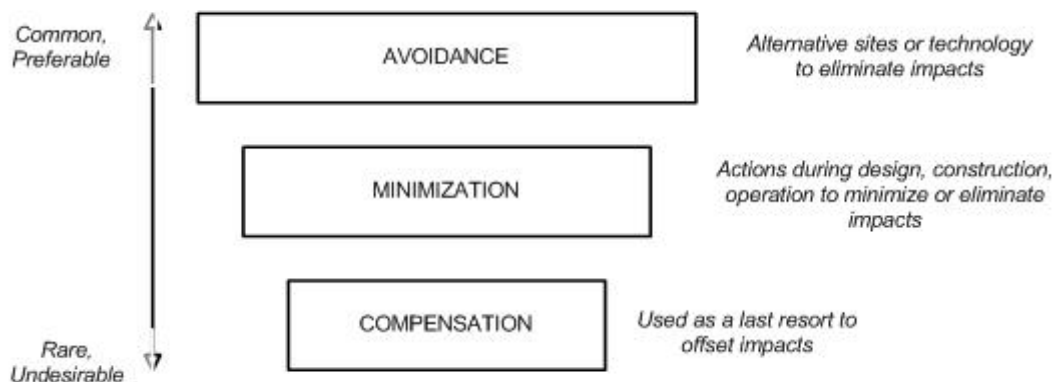 Common,
Preferable
AVOIDANCE
Alternative sites or technology
to eliminate impacts
MINIMIZATION
Actions during design, construction,
operation to minimize or eliminate
impacts
COMPENSATION
Used as a last resort to
offset impacts
Rare,
Undesirable